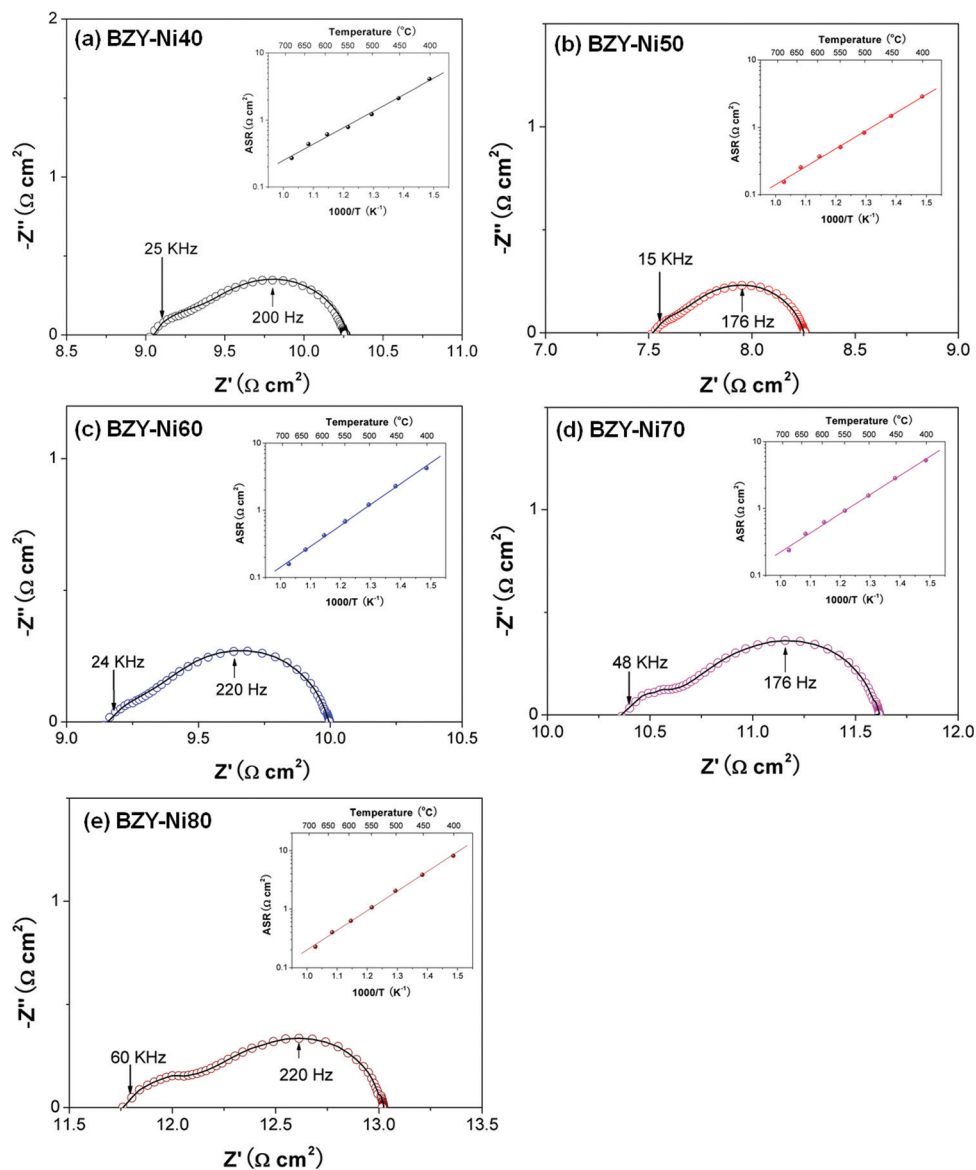 (a) BZY-Ni40
-Z'' (Ω cm²)
2
1
0
8.5 9.0 9.5 10.0 10.5 11.0
Z' (Ω cm²)
25 KHz
200 Hz
Temperature (°C)
700 650 600 550 500 450 400
ASR (Ω cm²)
10
1
0.1
1.0 1.1 1.2 1.3 1.4 1.5
1000/T (K⁻¹)
(b) BZY-Ni50
-Z'' (Ω cm²)
1
0
7.0 7.5 8.0 8.5 9.0
Z' (Ω cm²)
15 KHz
176 Hz
Temperature (°C)
700 650 600 550 500 450 400
ASR (Ω cm²)
10
1
0.1
1.0 1.1 1.2 1.3 1.4 1.5
1000/T (K⁻¹)
(c) BZY-Ni60
-Z'' (Ω cm²)
1
0
9.0 9.5 10.0 10.5
Z' (Ω cm²)
24 KHz
220 Hz
Temperature (°C)
700 650 600 550 500 450 400
ASR (Ω cm²)
10
1
0.1
1.0 1.1 1.2 1.3 1.4 1.5
1000/T (K⁻¹)
(d) BZY-Ni70
-Z'' (Ω cm²)
1
0
10.0 10.5 11.0 11.5 12.0
Z' (Ω cm²)
48 KHz
176 Hz
Temperature (°C)
700 650 600 550 500 450 400
ASR (Ω cm²)
10
1
0.1
1.0 1.1 1.2 1.3 1.4 1.5
1000/T (K⁻¹)
(e) BZY-Ni80
-Z'' (Ω cm²)
1
0
11.5 12.0 12.5 13.0 13.5
Z' (Ω cm²)
60 KHz
220 Hz
Temperature (°C)
700 650 600 550 500 450 400
ASR (Ω cm²)
10
1
0.1
1.0 1.1 1.2 1.3 1.4 1.5
1000/T (K⁻¹)